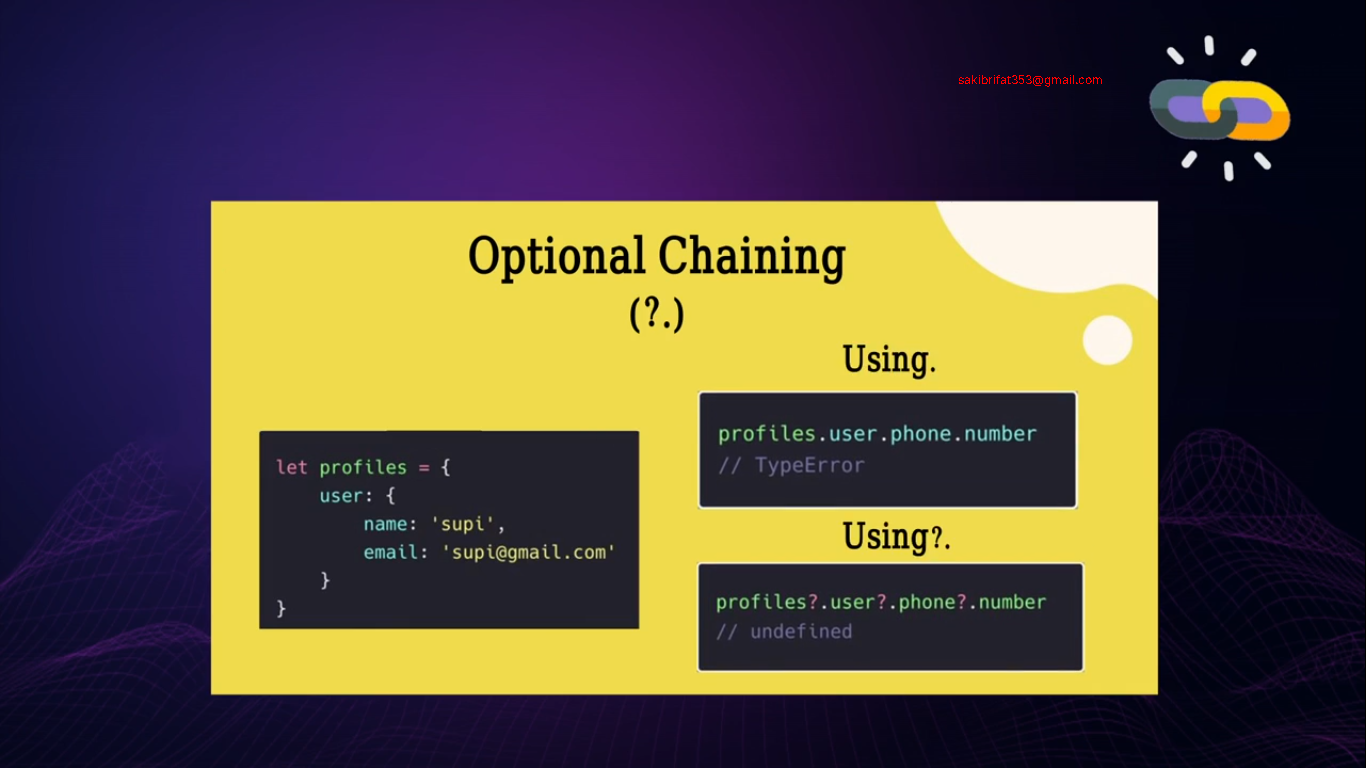 sakibrifat353@gmail.com
Optional Chaining
(?.)
let profiles = {
    user: {
        name: 'supi',
        email: 'supi@gmail.com'
    }
}
Using.
profiles.user.phone.number
// TypeError
Using?.
profiles?.user?.phone?.number
// undefined